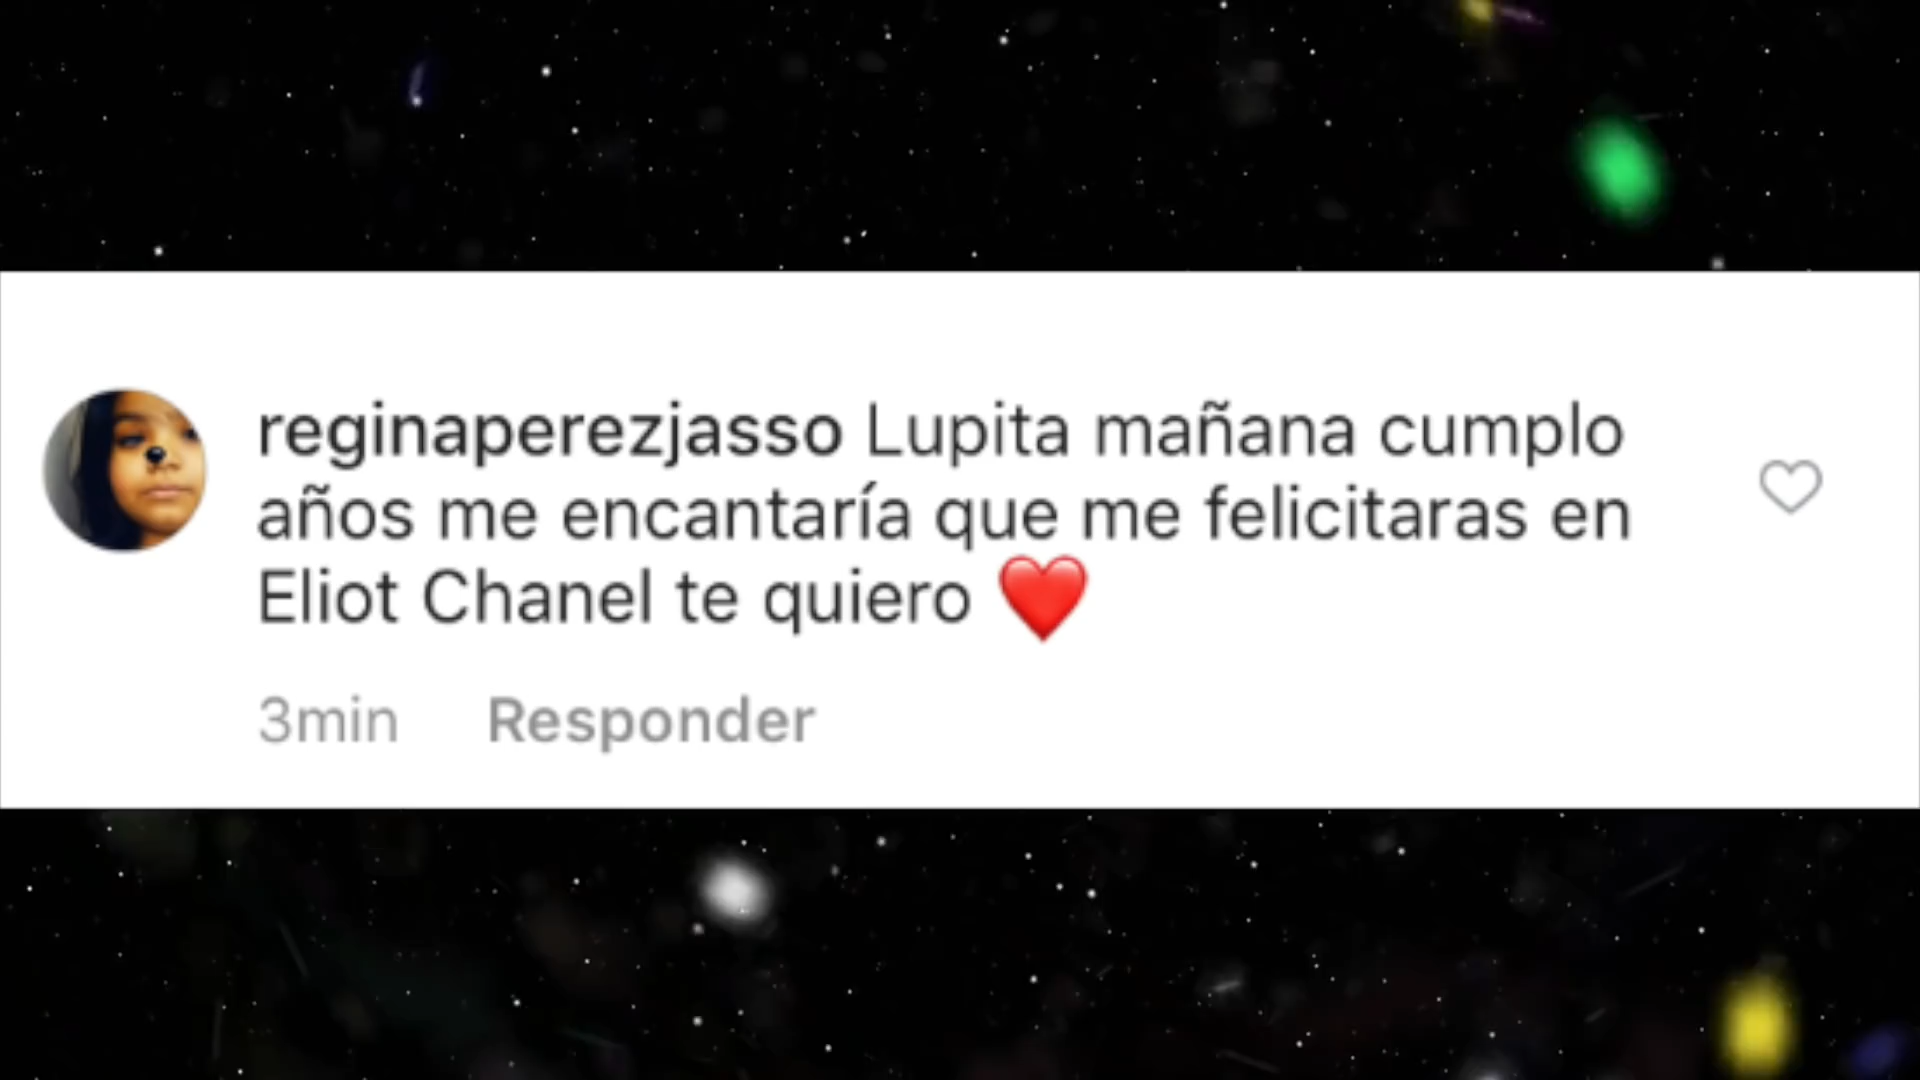 reginaperezjasso Lupita mañana cumplo
años me encantaría que me felicitaras en
Eliot Chanel te quiero ❤️
3min Responder